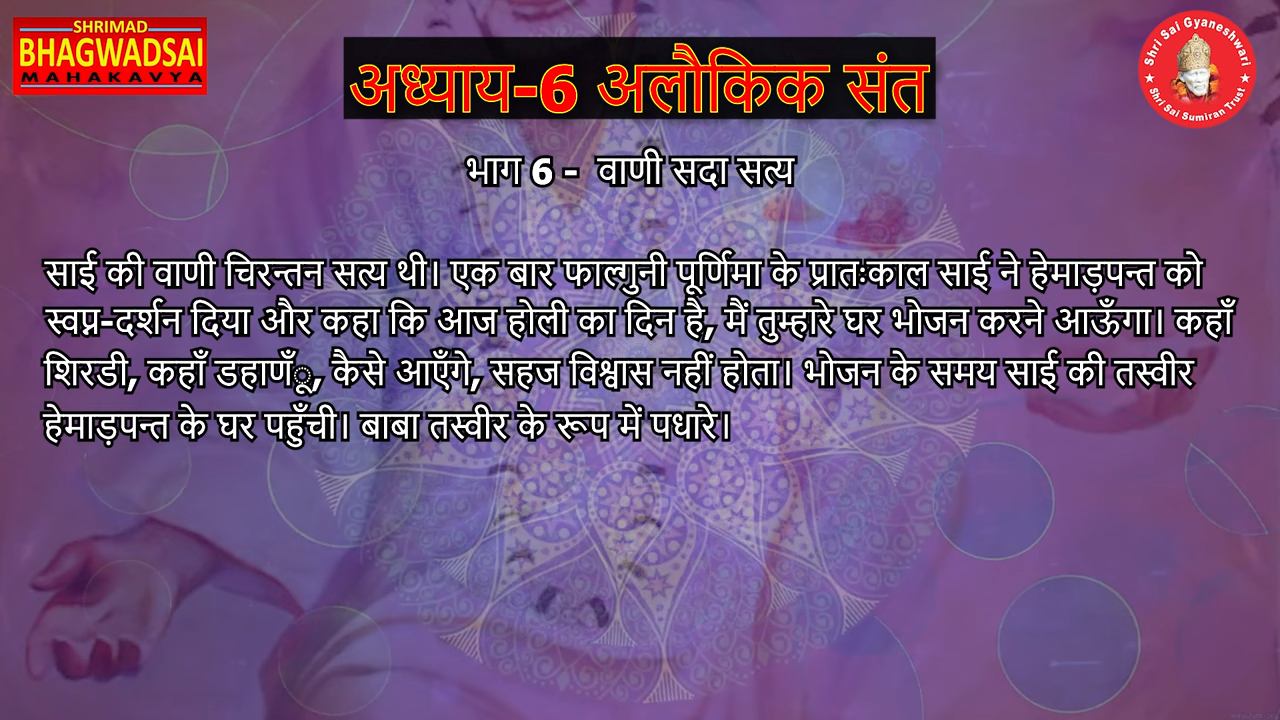 SHRIMAD
BHAGWADSAI
MAHAKAVYA
अध्याय-6 अलौकिक संत
Shri Sai Gyaneshwari
Shri Sai Sumiran Trust
भाग 6 - वाणी सदा सत्य
साई की वाणी चिरन्तन सत्य थी। एक बार फाल्गुनी पूर्णिमा के प्रातःकाल साई ने हेमाड़पन्त को
स्वप्न-दर्शन दिया और कहा कि आज होली का दिन है, मैं तुम्हारे घर भोजन करने आऊँगा। कहाँ
शिरडी, कहाँ डहाणँू, कैसे आएँगे, सहज विश्वास नहीं होता। भोजन के समय साई की तस्वीर
हेमाड़पन्त के घर पहुँची। बाबा तस्वीर के रूप में पधारे।